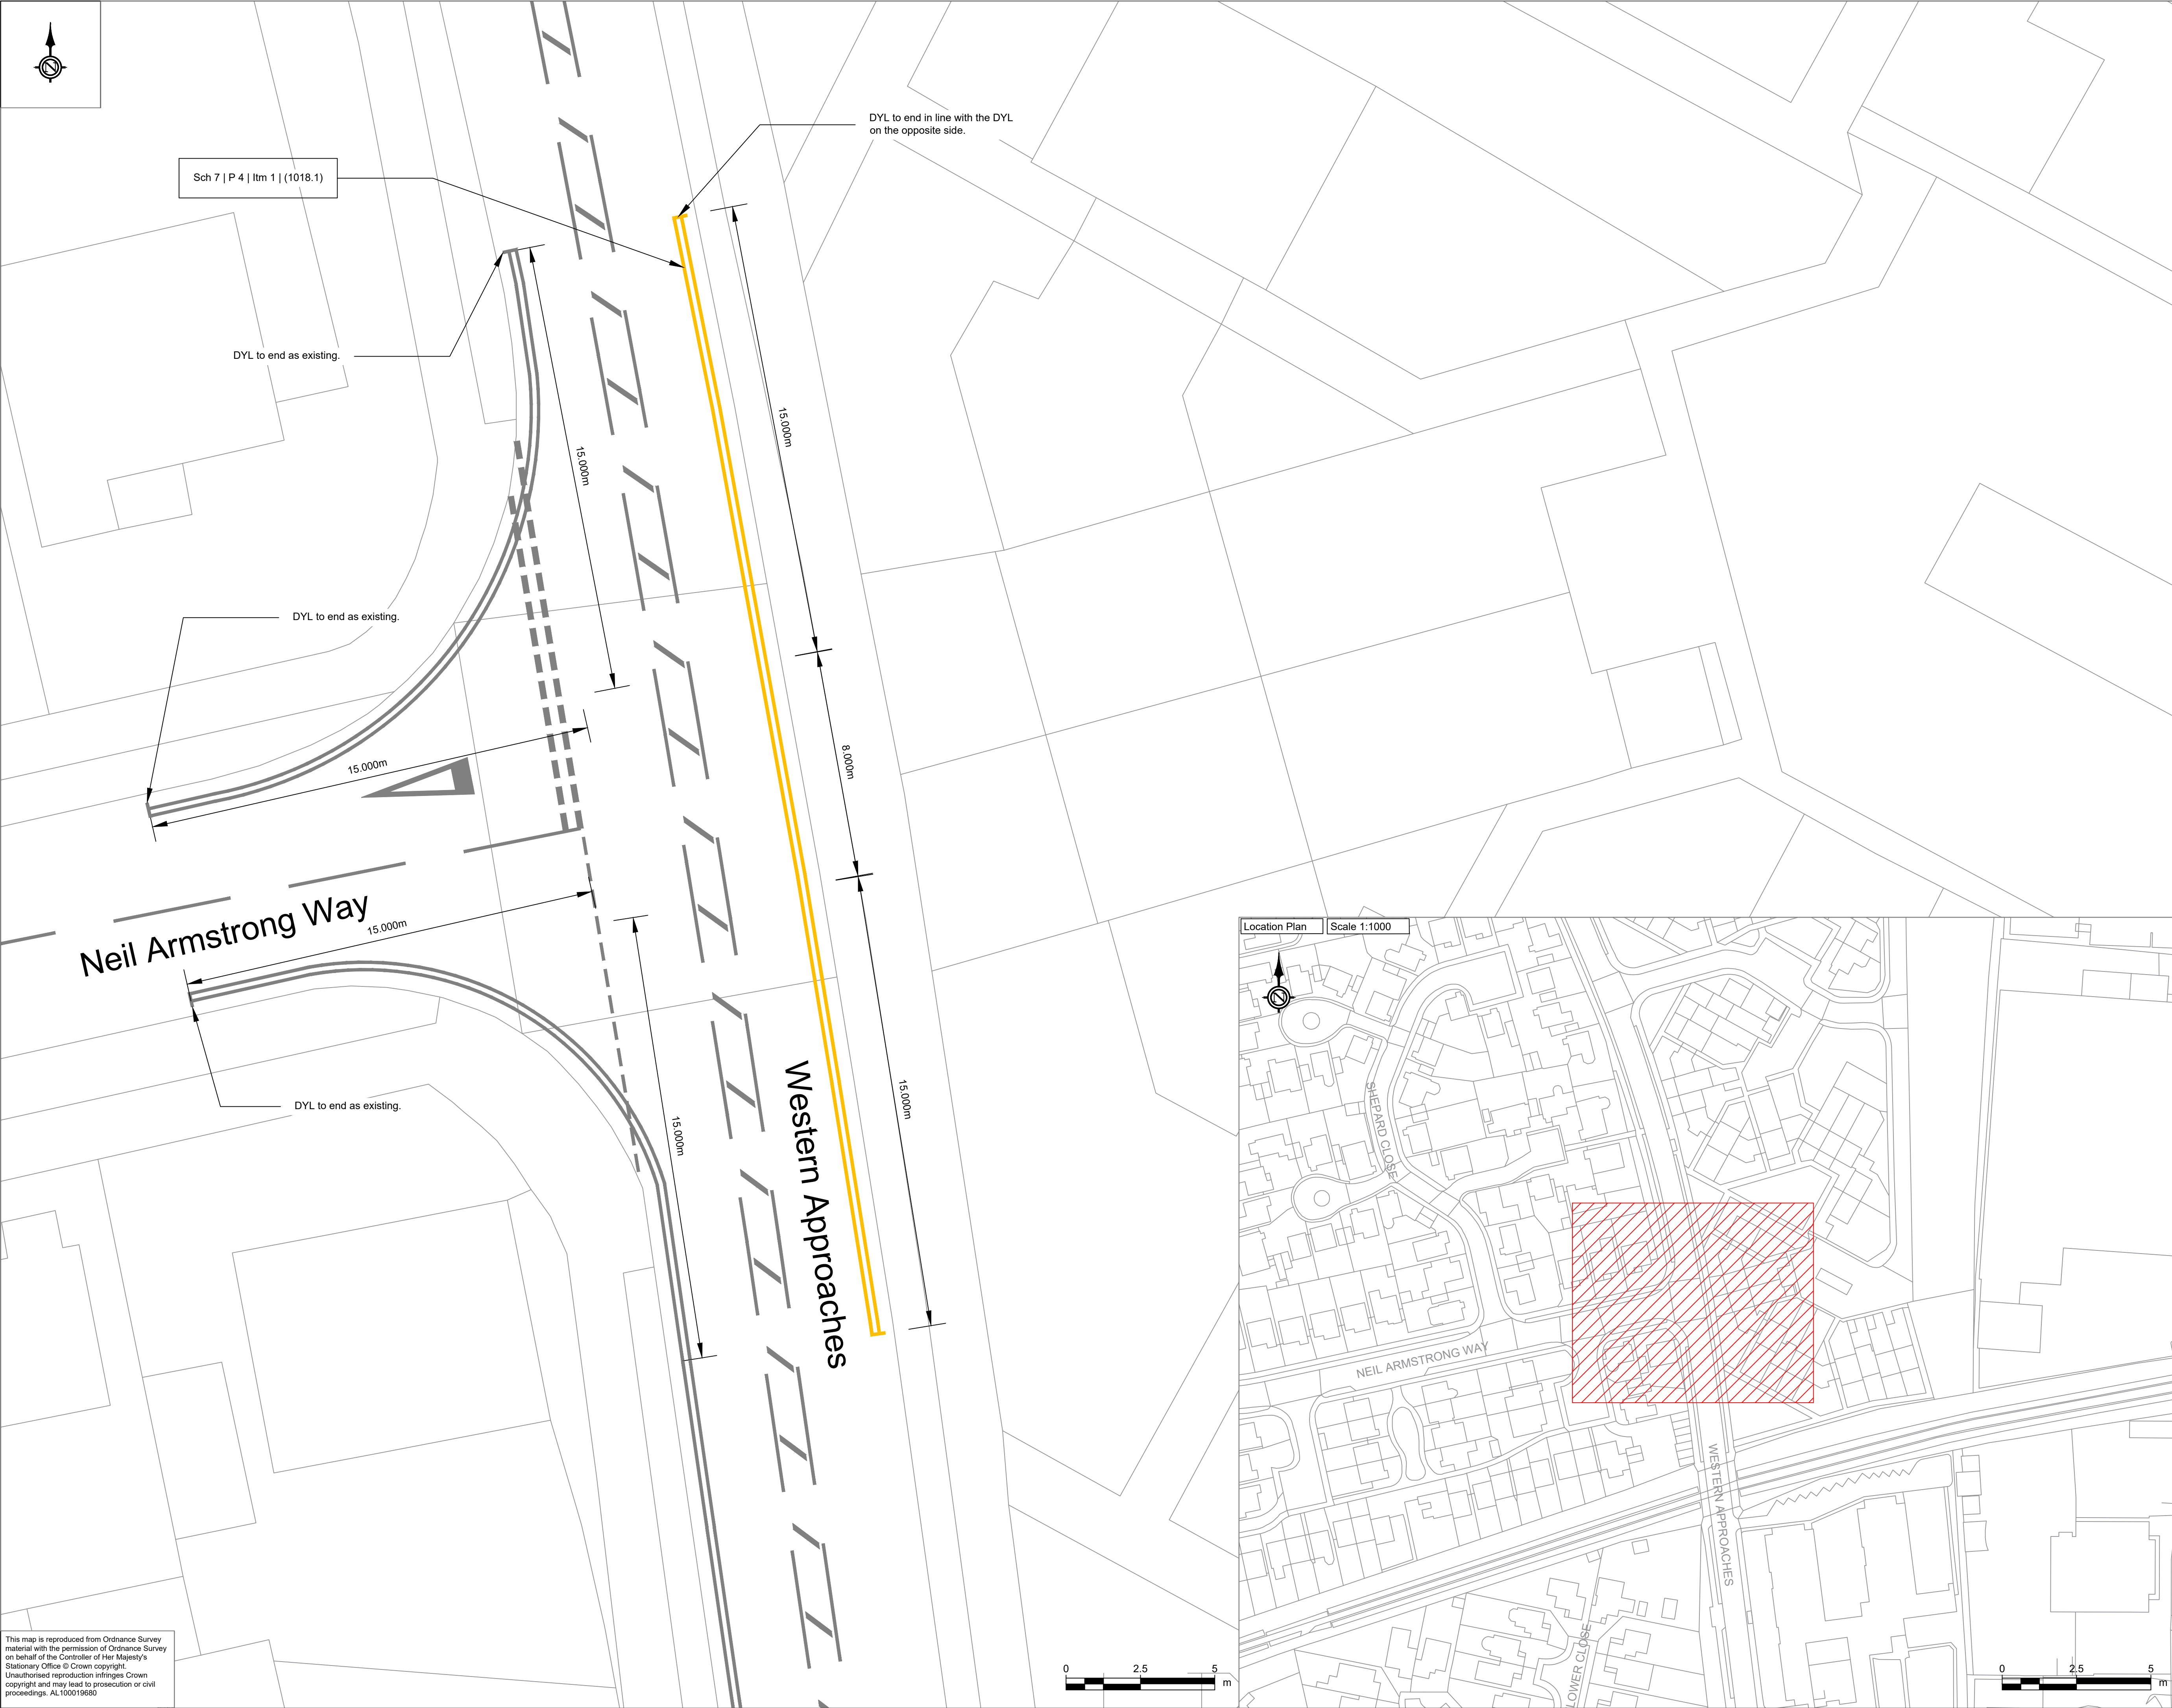 N
DYL to end in line with the DYL
on the opposite side.
Sch 7 | P 4 | Itm 1 | (1018.1)
DYL to end as existing.
15.000m
15.000m
DYL to end as existing.
8.000m
15.000m
Neil Armstrong Way
15.000m
Western Approaches
15.000m
15.000m
DYL to end as existing.
Location Plan
Scale 1:1000
N
SHEPARD CLOSE
NEIL ARMSTRONG WAY
WESTERN APPROACHES
LOWER CLOSE
This map is reproduced from Ordnance Survey
material with the permission of Ordnance Survey
on behalf of the Controller of Her Majesty's
Stationary Office © Crown copyright.
Unauthorised reproduction infringes Crown
copyright and may lead to prosecution or civil
proceedings. AL100019680
0 2.5 5
m
0 2.5 5
m